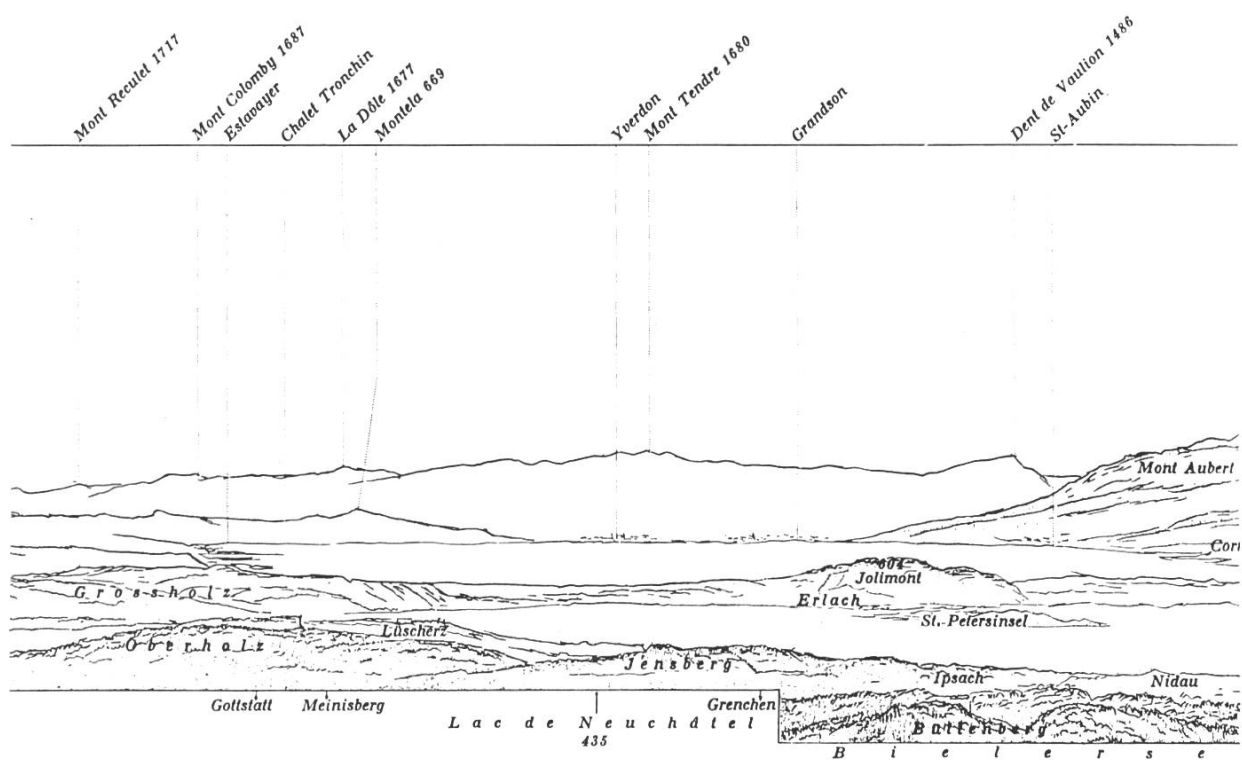 Mont Reculet 1717
Mont Colomby 1687
Estavayer
Chalet Tronchin
La Dôle 1677
Montela 669
Yverdon
Mont Tendre 1680
Grandson
Dent de Vaulion 1486
St-Aubin
Mont Aubert
Cort
604
Jolimont
Grossholz
Erlach
St. Petersinsel
Lüscherz
Oberholz
Jensberg
Ipsach
Nidau
Gottstatt
Meinisberg
Grenchen
Lac de Neuchâtel
435
Büttenberg
Bielerse